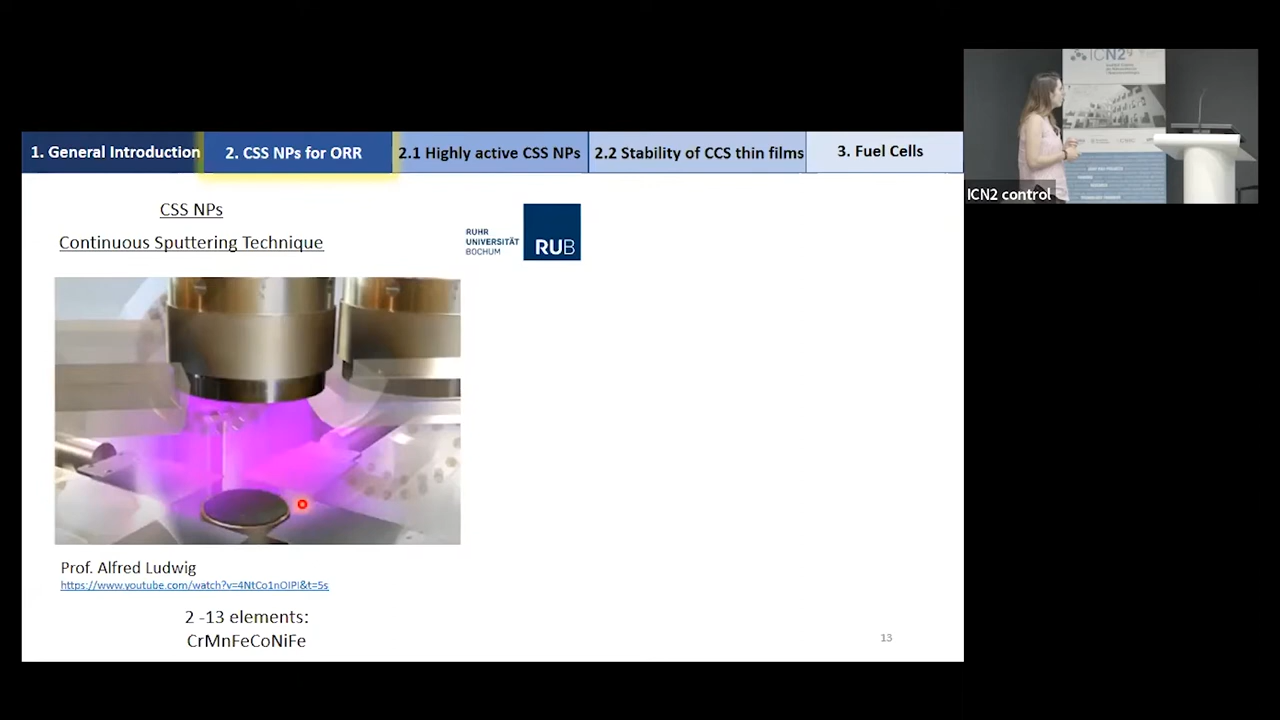 1. General Introduction
2. CSS NPs for ORR
2.1 Highly active CSS NPs
2.2 Stability of CCS thin films
3. Fuel Cells
CSS NPs
Continuous Sputtering Technique
RUHR
UNIVERSITÄT
BOCHUM
RUB
Prof. Alfred Ludwig
https://www.youtube.com/watch?v=4NtCo1nOIPI&t=5s
2 -13 elements:
CrMnFeCoNiFe
13
ICN2
ICN2 control